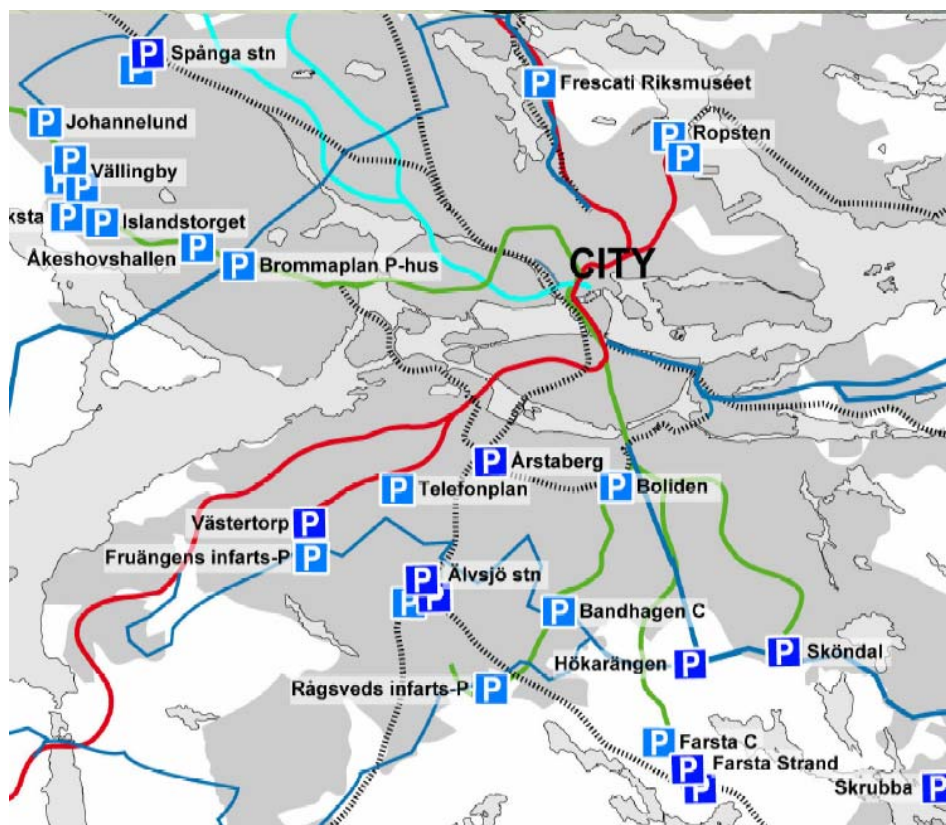 P Spånga stn
P
P Frescati Riksmuséet
P Johannelund
P Ropsten
P
P Vällingby
P P
ksta P P Islandstorget
Åkeshovshallen P
P Brommaplan P-hus
CITY
P Årstaberg
P Telefonplan
P Boliden
Västertorp P
Fruängens infarts-P P
P Älvsjö stn
P P
P Bandhagen C
Hökarängen P
P Sköndal
Rågsveds infarts-P P
P Farsta C
P Farsta Strand
P
Skrubba P